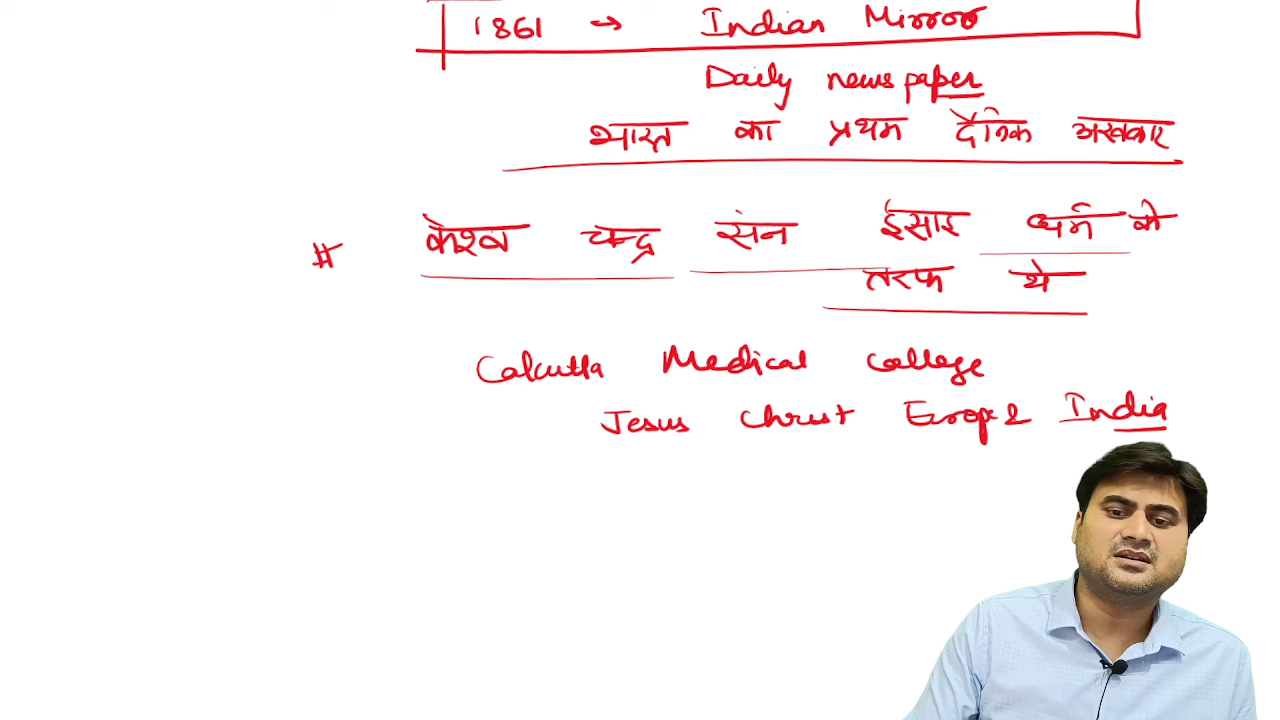 1861 → Indian Mirror
Daily newspaper
भारत का प्रथम दैनिक अखबार
# केशव चन्द्र सेन ईसाई धर्म के
तरफ थे
Calcutta Medical College
Jesus Christ Europe India